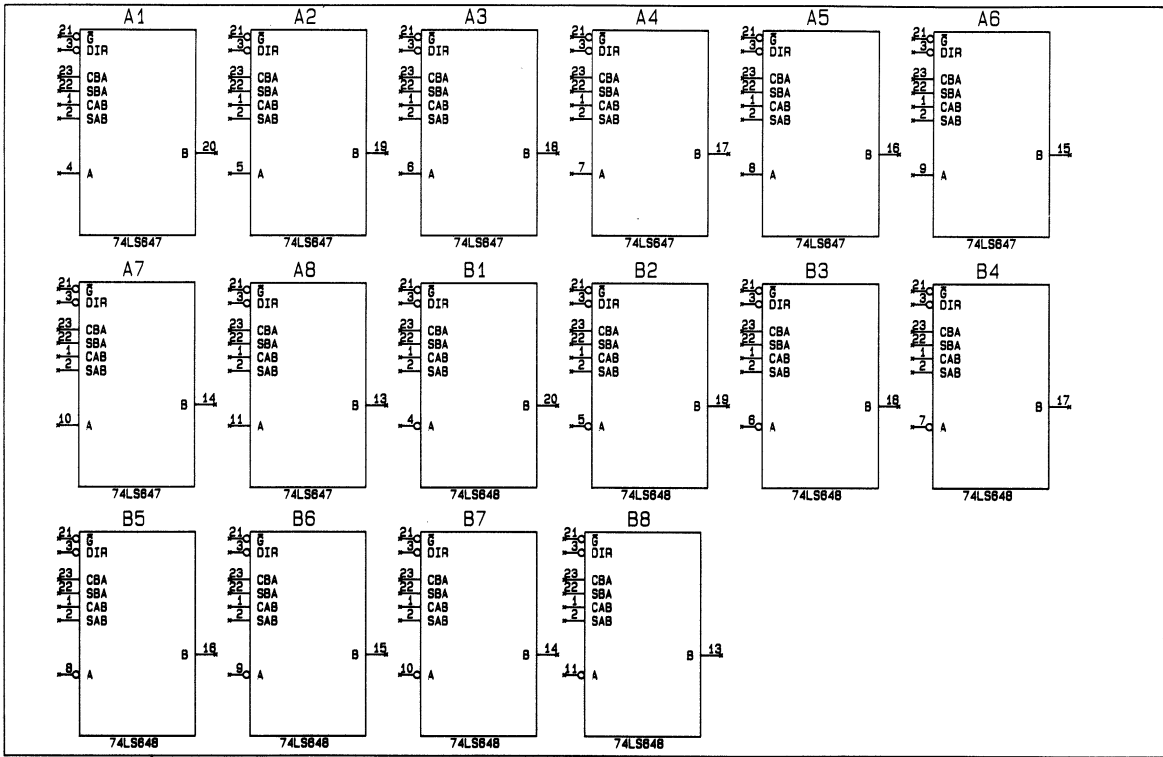 A1 A2 A3 A4 A5 A6
21 G̅ 21 G̅ 21 G̅ 21 G̅ 21 G̅ 21 G̅
3 DIR 3 DIR 3 DIR 3 DIR 3 DIR 3 DIR
23 CBA 23 CBA 23 CBA 23 CBA 23 CBA 23 CBA
22 SBA 22 SBA 22 SBA 22 SBA 22 SBA 22 SBA
1 CAB 1 CAB 1 CAB 1 CAB 1 CAB 1 CAB
2 SAB 2 SAB 2 SAB 2 SAB 2 SAB 2 SAB
B 20 B 19 B 18 B 17 B 16 B 15
4 A 5 A 6 A 7 A 8 A 9 A
74LS647 74LS647 74LS647 74LS647 74LS647 74LS647
A7 A8 B1 B2 B3 B4
21 G̅ 21 G̅ 21 G̅ 21 G̅ 21 G̅ 21 G̅
3 DIR 3 DIR 3 DIR 3 DIR 3 DIR 3 DIR
23 CBA 23 CBA 23 CBA 23 CBA 23 CBA 23 CBA
22 SBA 22 SBA 22 SBA 22 SBA 22 SBA 22 SBA
1 CAB 1 CAB 1 CAB 1 CAB 1 CAB 1 CAB
2 SAB 2 SAB 2 SAB 2 SAB 2 SAB 2 SAB
B 14 B 13 B 20 B 19 B 18 B 17
10 A 11 A 4 A 5 A 6 A 7 A
74LS647 74LS647 74LS648 74LS648 74LS648 74LS648
B5 B6 B7 B8
21 G̅ 21 G̅ 21 G̅ 21 G̅
3 DIR 3 DIR 3 DIR 3 DIR
23 CBA 23 CBA 23 CBA 23 CBA
22 SBA 22 SBA 22 SBA 22 SBA
1 CAB 1 CAB 1 CAB 1 CAB
2 SAB 2 SAB 2 SAB 2 SAB
B 16 B 15 B 14 B 13
8 A 9 A 10 A 11 A
74LS648 74LS648 74LS648 74LS648